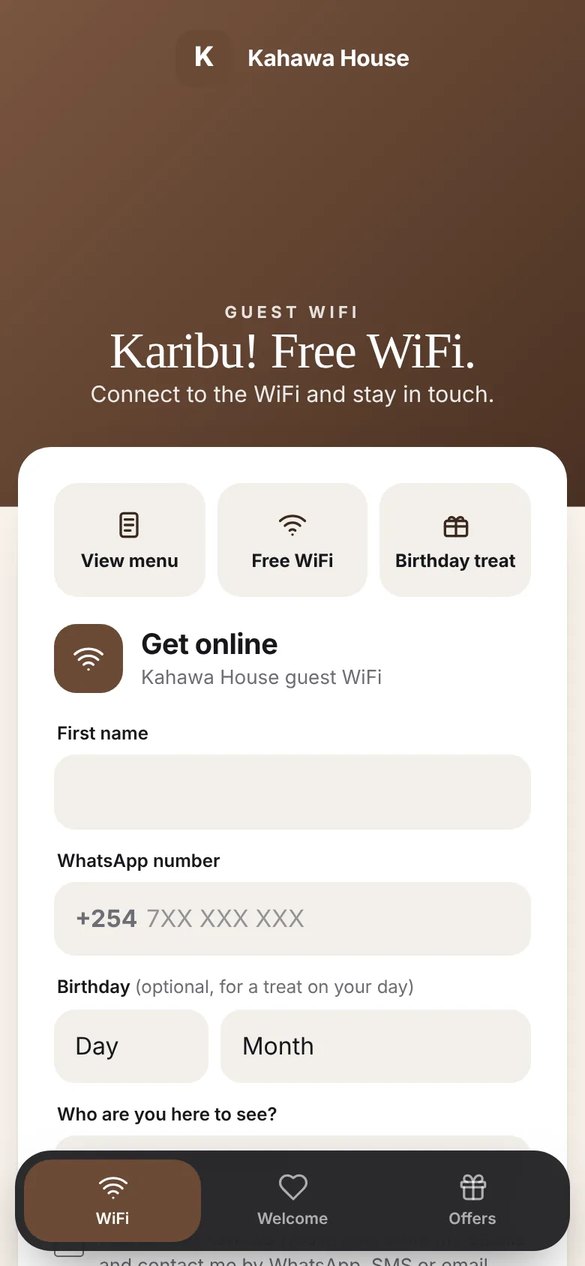 K
Kahawa House
GUEST WIFI
Karibu! Free WiFi.
Connect to the WiFi and stay in touch.
View menu
Free WiFi
Birthday treat
Get online
Kahawa House guest WiFi
First name
WhatsApp number
+254 7XX XXX XXX
Birthday (optional, for a treat on your day)
Day
Month
Who are you here to see?
WiFi
Welcome
Offers
and contact me by WhatsApp, SMS or email